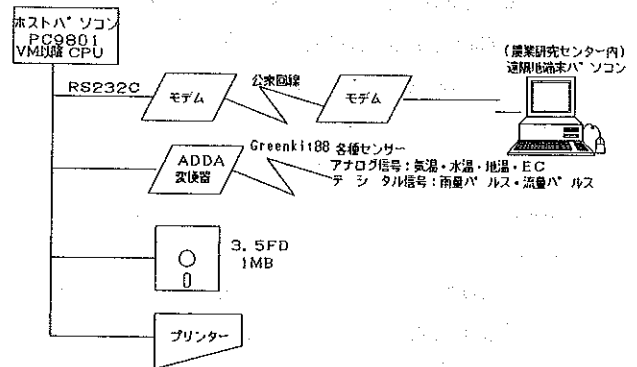 ホストパソコン
PC9801
VM以降 CPU
RS232C
モデム
公衆回線
モデム
(農業研究センター内)
遠隔地端末パソコン
ADDA
変換器
Greenkit88 各種センサー
アナログ信号：気温・水温・地温・EC
デジタル信号：雨量パルス・流量パルス
3.5FD
1MB
プリンター